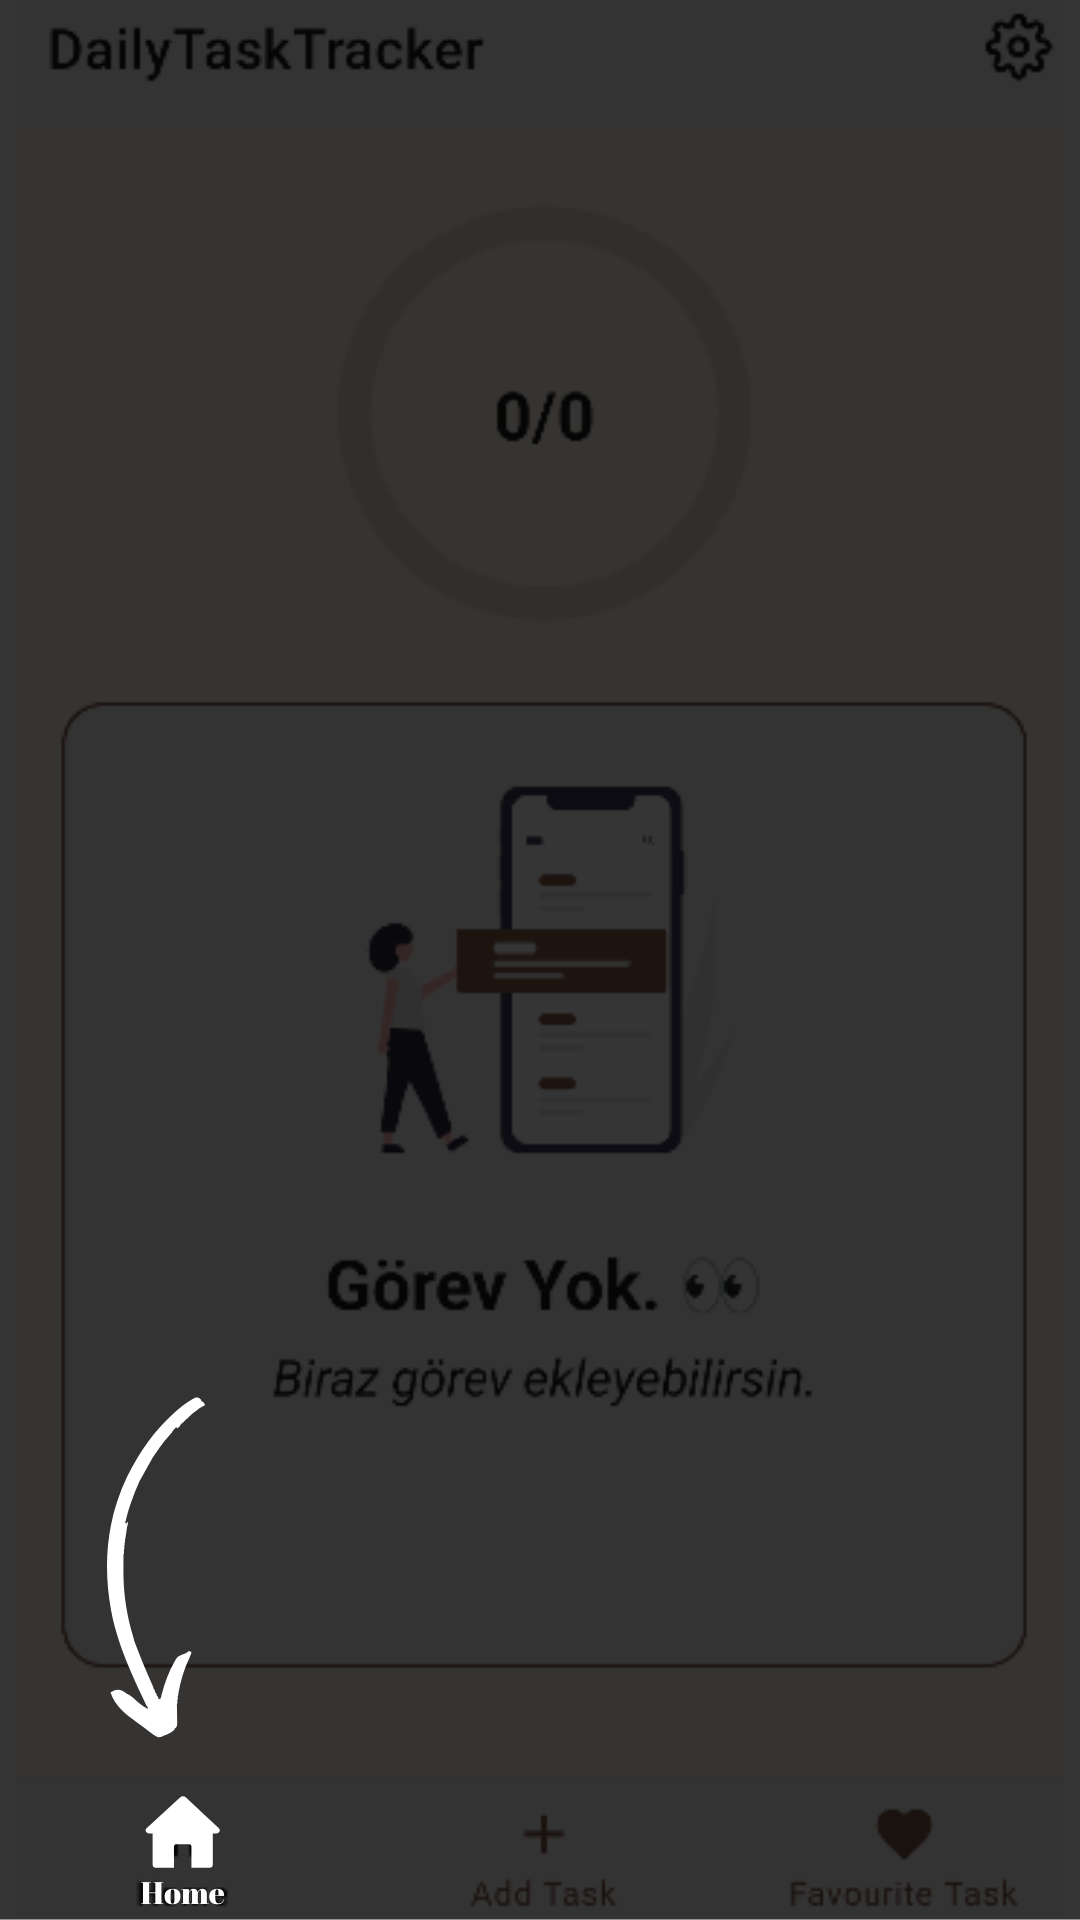 DailyTaskTracker
0/0
Görev Yok. 👀
Biraz görev ekleyebilirsin.
Home
Add Task
Favourite Task